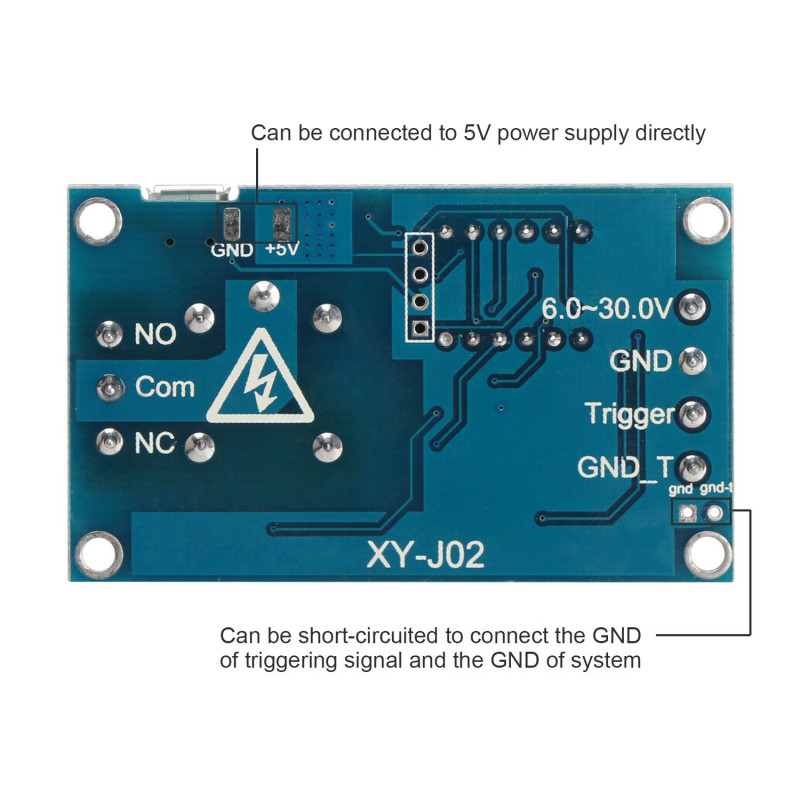 Can be connected to 5V power supply directly
GND +5V
6.0~30.0V
NO
GND
Com
Trigger
NC
GND_T
gnd gnd-t
XY-J02
Can be short-circuited to connect the GND
of triggering signal and the GND of system